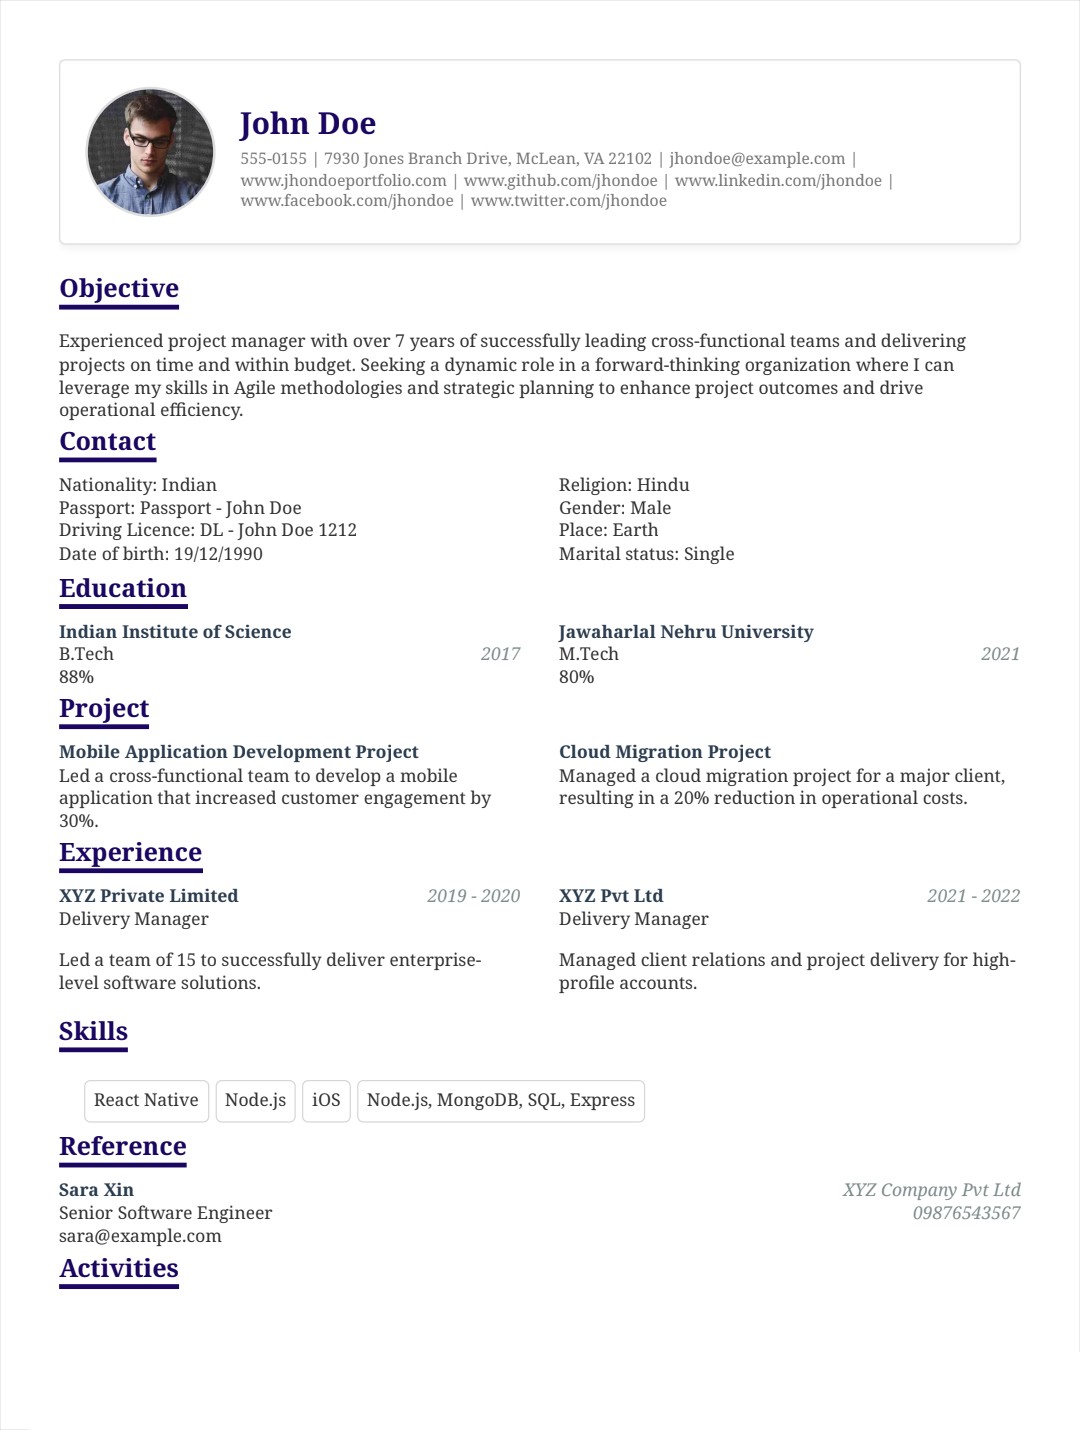 John Doe
555-0155 | 7930 Jones Branch Drive, McLean, VA 22102 | jhondoe@example.com |
www.jhondoeportfolio.com | www.github.com/jhondoe | www.linkedin.com/jhondoe |
www.facebook.com/jhondoe | www.twitter.com/jhondoe
Objective
Experienced project manager with over 7 years of successfully leading cross-functional teams and delivering
projects on time and within budget. Seeking a dynamic role in a forward-thinking organization where I can
leverage my skills in Agile methodologies and strategic planning to enhance project outcomes and drive
operational efficiency.
Contact
Nationality: Indian
Passport: Passport - John Doe
Driving Licence: DL - John Doe 1212
Date of birth: 19/12/1990
Religion: Hindu
Gender: Male
Place: Earth
Marital status: Single
Education
Indian Institute of Science
B.Tech 2017
88%
Jawaharlal Nehru University
M.Tech 2021
80%
Project
Mobile Application Development Project
Led a cross-functional team to develop a mobile
application that increased customer engagement by
30%.
Cloud Migration Project
Managed a cloud migration project for a major client,
resulting in a 20% reduction in operational costs.
Experience
XYZ Private Limited 2019 - 2020
Delivery Manager
Led a team of 15 to successfully deliver enterprise-
level software solutions.
XYZ Pvt Ltd 2021 - 2022
Delivery Manager
Managed client relations and project delivery for high-
profile accounts.
Skills
React Native Node.js iOS Node.js, MongoDB, SQL, Express
Reference
Sara Xin XYZ Company Pvt Ltd
Senior Software Engineer 09876543567
sara@example.com
Activities